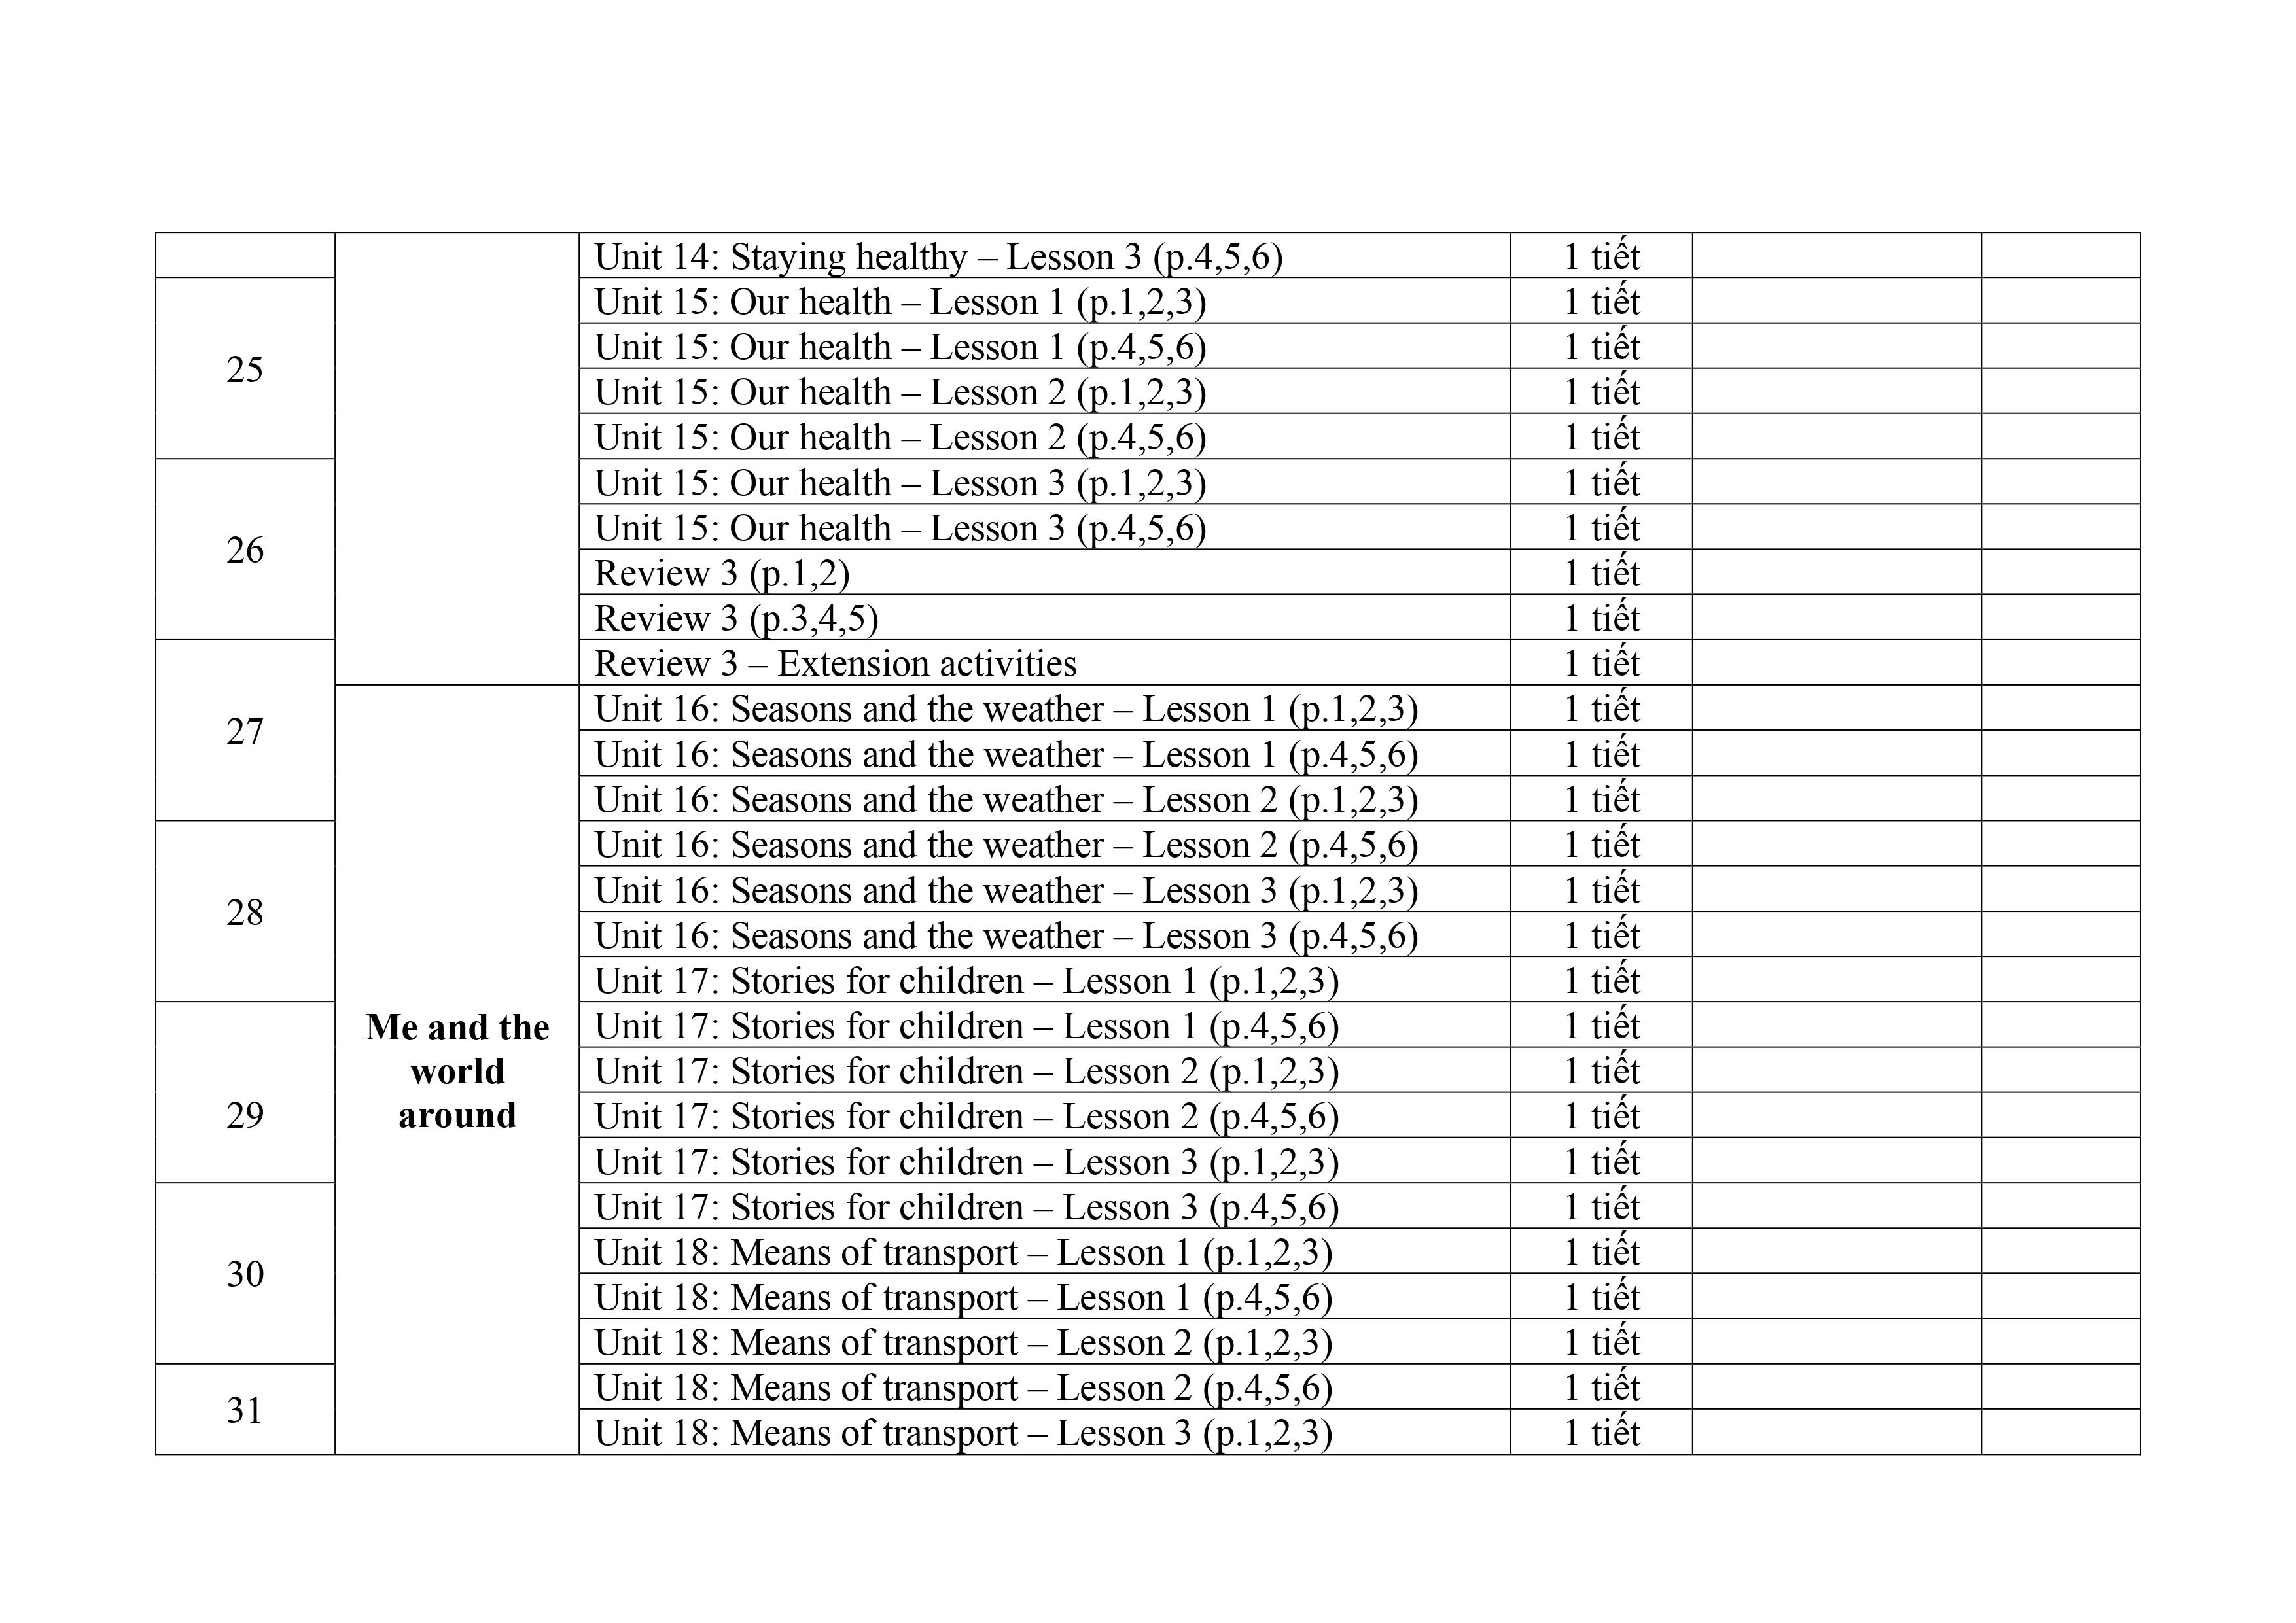 Unit 14: Staying healthy – Lesson 3 (p.4,5,6) 1 tiết
25
Unit 15: Our health – Lesson 1 (p.1,2,3) 1 tiết
Unit 15: Our health – Lesson 1 (p.4,5,6) 1 tiết
Unit 15: Our health – Lesson 2 (p.1,2,3) 1 tiết
Unit 15: Our health – Lesson 2 (p.4,5,6) 1 tiết
26
Unit 15: Our health – Lesson 3 (p.1,2,3) 1 tiết
Unit 15: Our health – Lesson 3 (p.4,5,6) 1 tiết
Review 3 (p.1,2) 1 tiết
Review 3 (p.3,4,5) 1 tiết
27
Review 3 – Extension activities 1 tiết
Me and the
world
around
Unit 16: Seasons and the weather – Lesson 1 (p.1,2,3) 1 tiết
Unit 16: Seasons and the weather – Lesson 1 (p.4,5,6) 1 tiết
Unit 16: Seasons and the weather – Lesson 2 (p.1,2,3) 1 tiết
28
Unit 16: Seasons and the weather – Lesson 2 (p.4,5,6) 1 tiết
Unit 16: Seasons and the weather – Lesson 3 (p.1,2,3) 1 tiết
Unit 16: Seasons and the weather – Lesson 3 (p.4,5,6) 1 tiết
Unit 17: Stories for children – Lesson 1 (p.1,2,3) 1 tiết
29
Unit 17: Stories for children – Lesson 1 (p.4,5,6) 1 tiết
Unit 17: Stories for children – Lesson 2 (p.1,2,3) 1 tiết
Unit 17: Stories for children – Lesson 2 (p.4,5,6) 1 tiết
Unit 17: Stories for children – Lesson 3 (p.1,2,3) 1 tiết
30
Unit 17: Stories for children – Lesson 3 (p.4,5,6) 1 tiết
Unit 18: Means of transport – Lesson 1 (p.1,2,3) 1 tiết
Unit 18: Means of transport – Lesson 1 (p.4,5,6) 1 tiết
Unit 18: Means of transport – Lesson 2 (p.1,2,3) 1 tiết
31
Unit 18: Means of transport – Lesson 2 (p.4,5,6) 1 tiết
Unit 18: Means of transport – Lesson 3 (p.1,2,3) 1 tiết